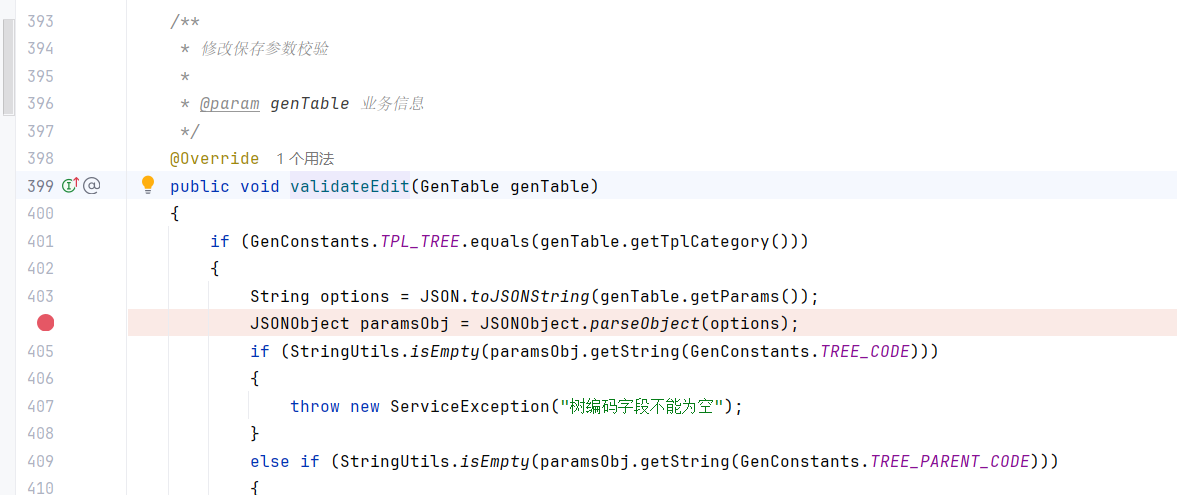 393 /**
394 * 修改保存参数校验
395 *
396 * @param genTable 业务信息
397 */
398 @Override 1个用法
399 public void validateEdit(GenTable genTable)
400 {
401 if (GenConstants.TPL_TREE.equals(genTable.getTplCategory()))
402 {
403 String options = JSON.toJSONString(genTable.getParams());
JSONObject paramsObj = JSONObject.parseObject(options);
405 if (StringUtils.isEmpty(paramsObj.getString(GenConstants.TREE_CODE)))
406 {
407 throw new ServiceException("树编码字段不能为空");
408 }
409 else if (StringUtils.isEmpty(paramsObj.getString(GenConstants.TREE_PARENT_CODE)))
410 {